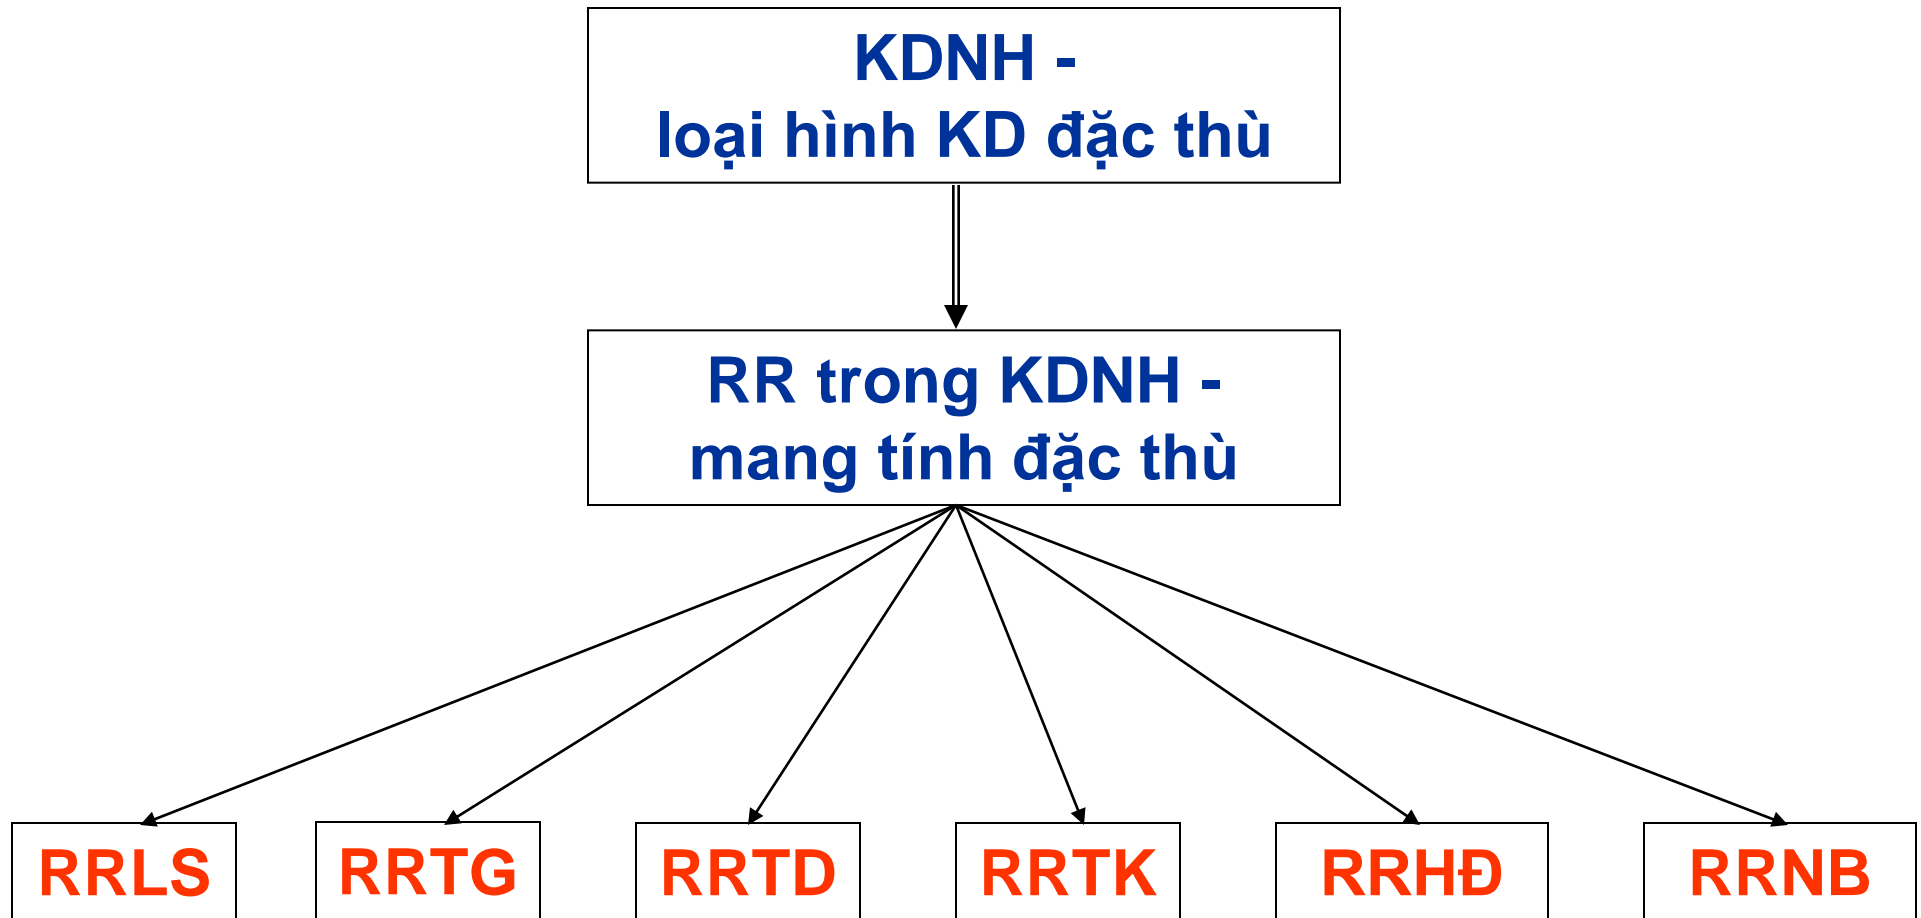 KDNH -
loại hình KD đặc thù
RR trong KDNH -
mang tính đặc thù
RRLS
RRTG
RRTD
RRTK
RRHĐ
RRNB